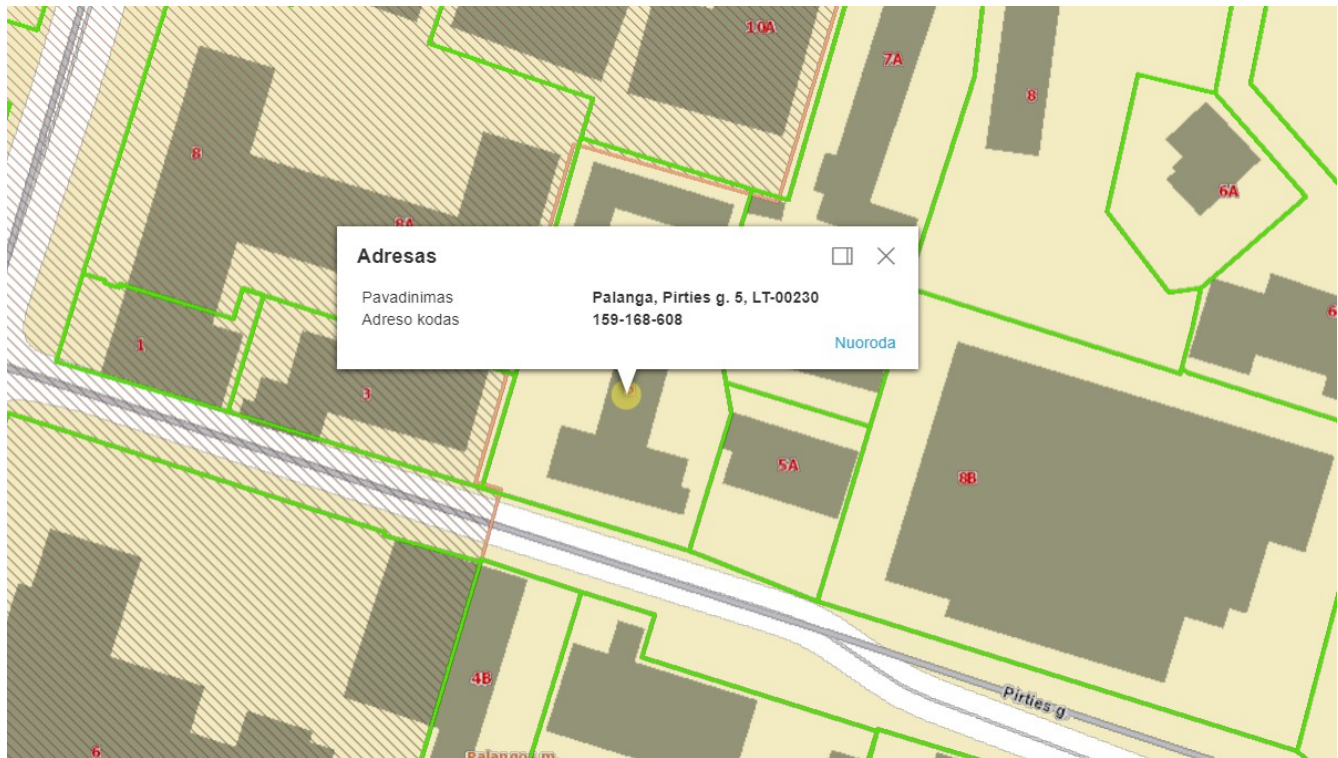 10A
7A
8
8
6A
8A
Adresas
Pavadinimas Palanga, Pirties g. 5, LT-00230
Adreso kodas 159-168-608
Nuoroda
6
1
3
5A
8B
4B
Pirties g.
6